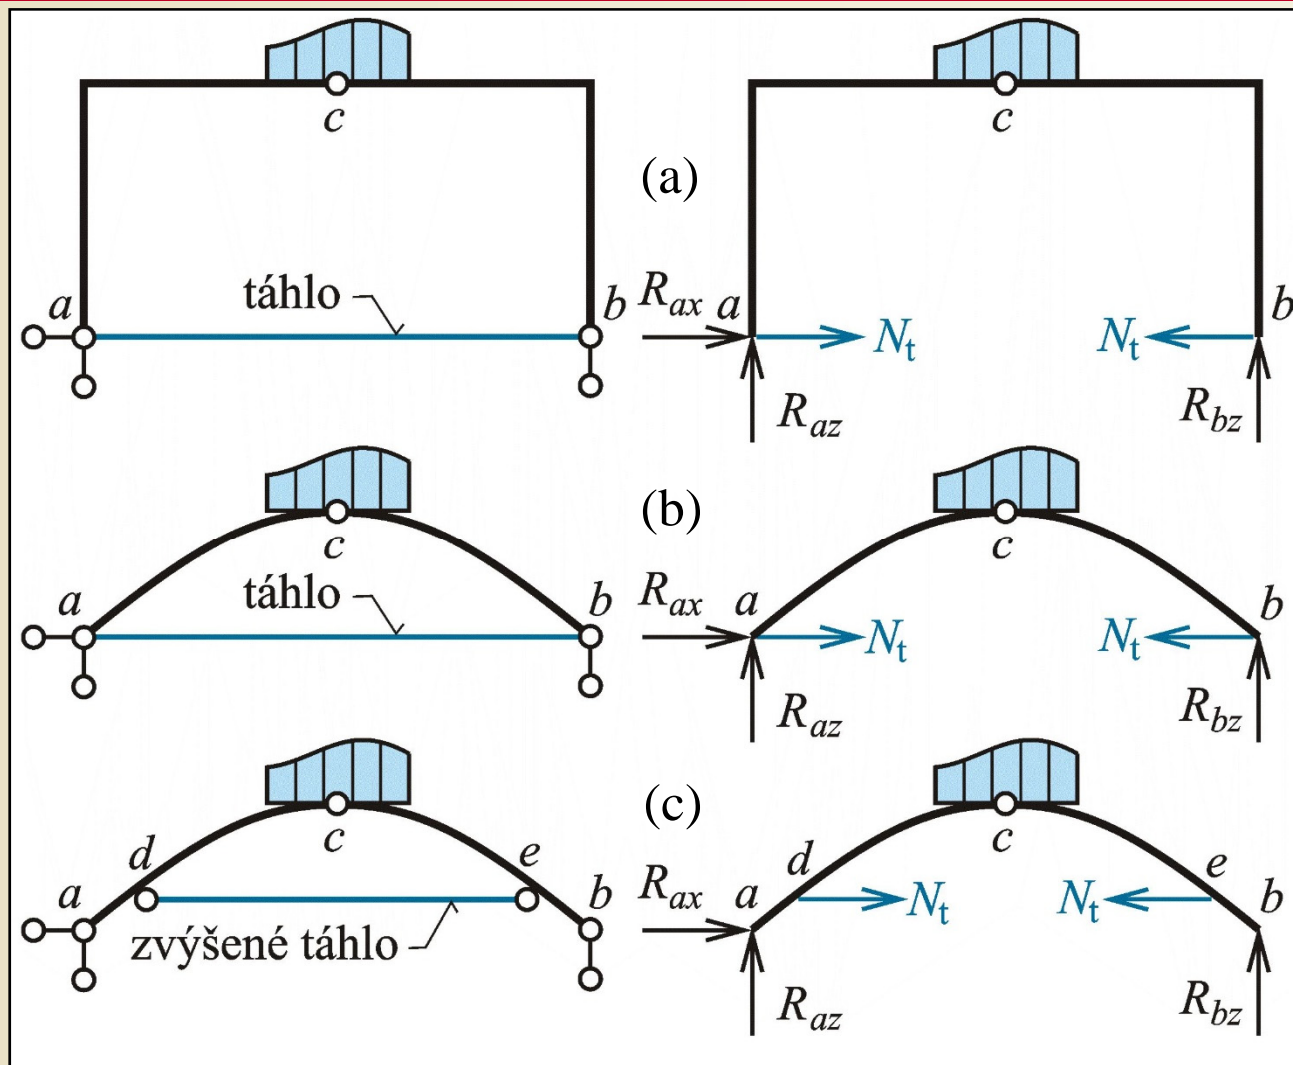 c c
(a)
a táhlo b R_ax a b
N_t N_t
R_az R_bz
(b)
c c
a táhlo b R_ax a b
N_t N_t
R_az R_bz
(c)
c c
d e d e
a b R_ax a b
N_t N_t
zvýšené táhlo
R_az R_bz